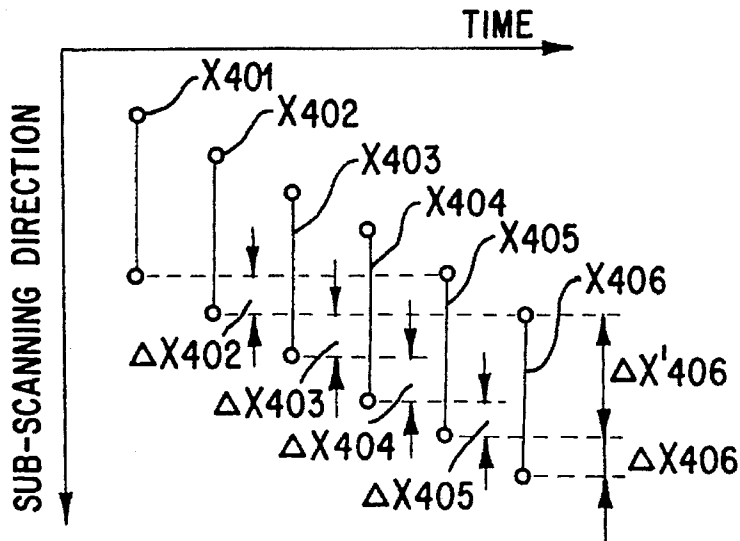 TIME
SUB-SCANNING DIRECTION
X401
X402
X403
X404
X405
X406
ΔX402
ΔX403
ΔX404
ΔX405
ΔX'406
ΔX406